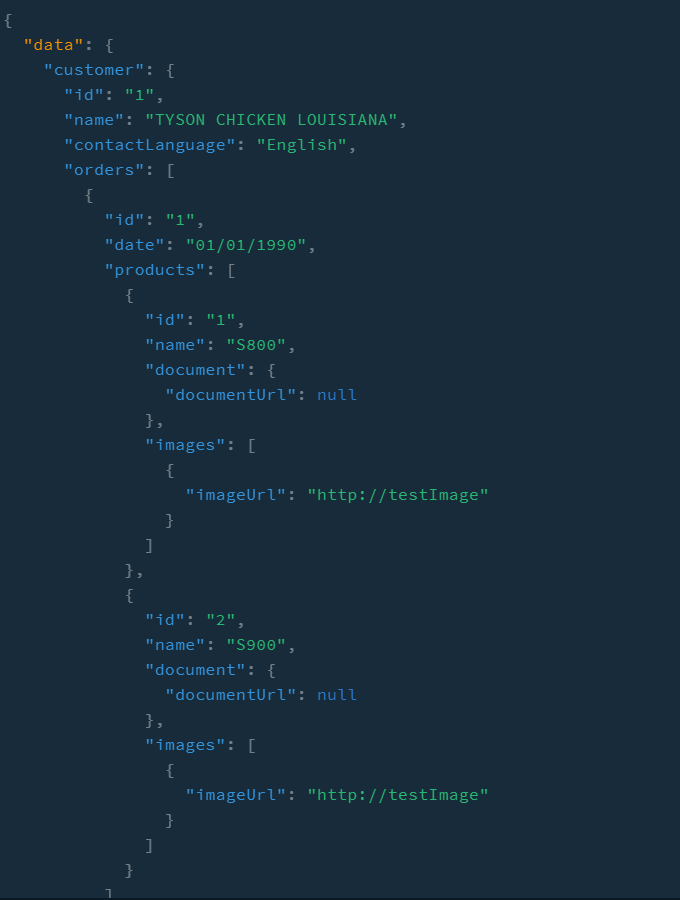 {
  "data": {
    "customer": {
      "id": "1",
      "name": "TYSON CHICKEN LOUISIANA",
      "contactLanguage": "English",
      "orders": [
        {
          "id": "1",
          "date": "01/01/1990",
          "products": [
            {
              "id": "1",
              "name": "S800",
              "document": {
                "documentUrl": null
              },
              "images": [
                {
                  "imageUrl": "http://testImage"
                }
              ]
            },
            {
              "id": "2",
              "name": "S900",
              "document": {
                "documentUrl": null
              },
              "images": [
                {
                  "imageUrl": "http://testImage"
                }
              ]
            }
          ]